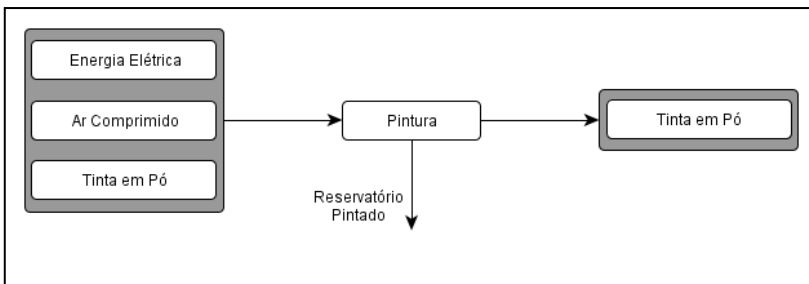 Energia Elétrica
Ar Comprimido
Tinta em Pó
Pintura
Reservatório
Pintado
Tinta em Pó